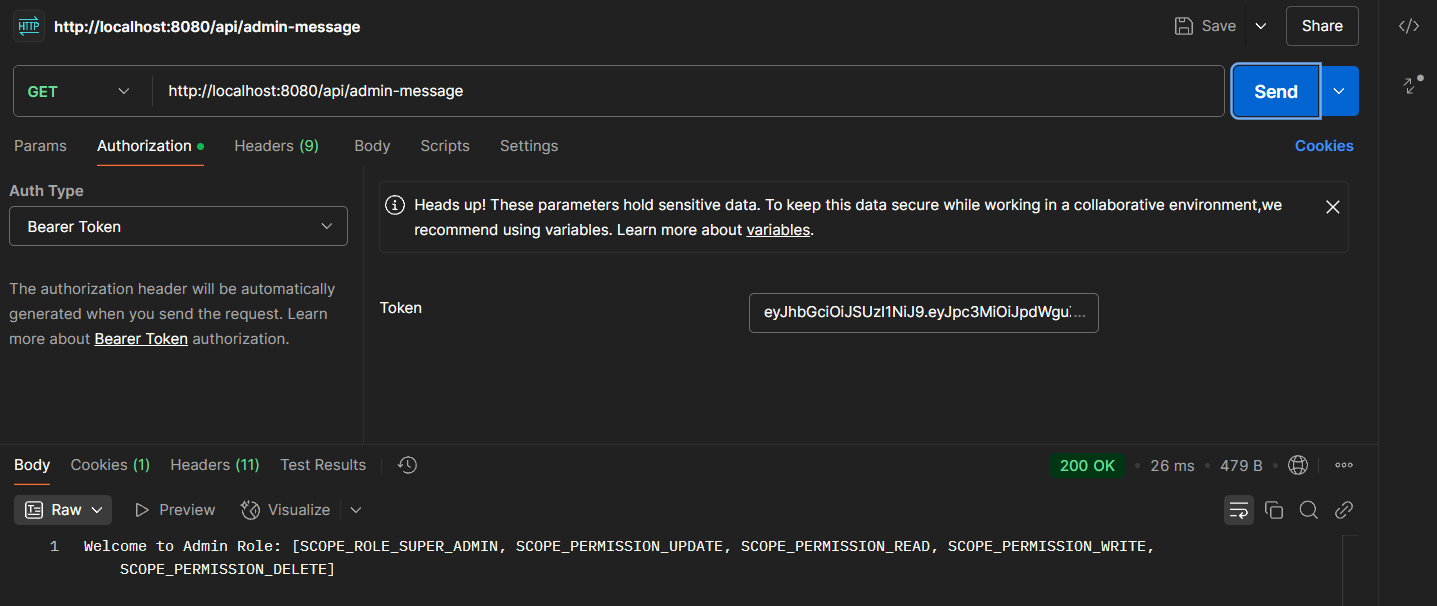 HTTP http://localhost:8080/api/admin-message Save Share
GET http://localhost:8080/api/admin-message Send
Params Authorization Headers (9) Body Scripts Settings Cookies
Auth Type
Bearer Token
The authorization header will be automatically
generated when you send the request. Learn
more about Bearer Token authorization.
Heads up! These parameters hold sensitive data. To keep this data secure while working in a collaborative environment,we
recommend using variables. Learn more about variables.
Token eyJhbGciOiJSUzI1NiJ9.eyJpc3MiOiJpdWgu...
Body Cookies (1) Headers (11) Test Results 200 OK • 26 ms • 479 B
Raw Preview Visualize
1 Welcome to Admin Role: [SCOPE_ROLE_SUPER_ADMIN, SCOPE_PERMISSION_UPDATE, SCOPE_PERMISSION_READ, SCOPE_PERMISSION_WRITE,
SCOPE_PERMISSION_DELETE]